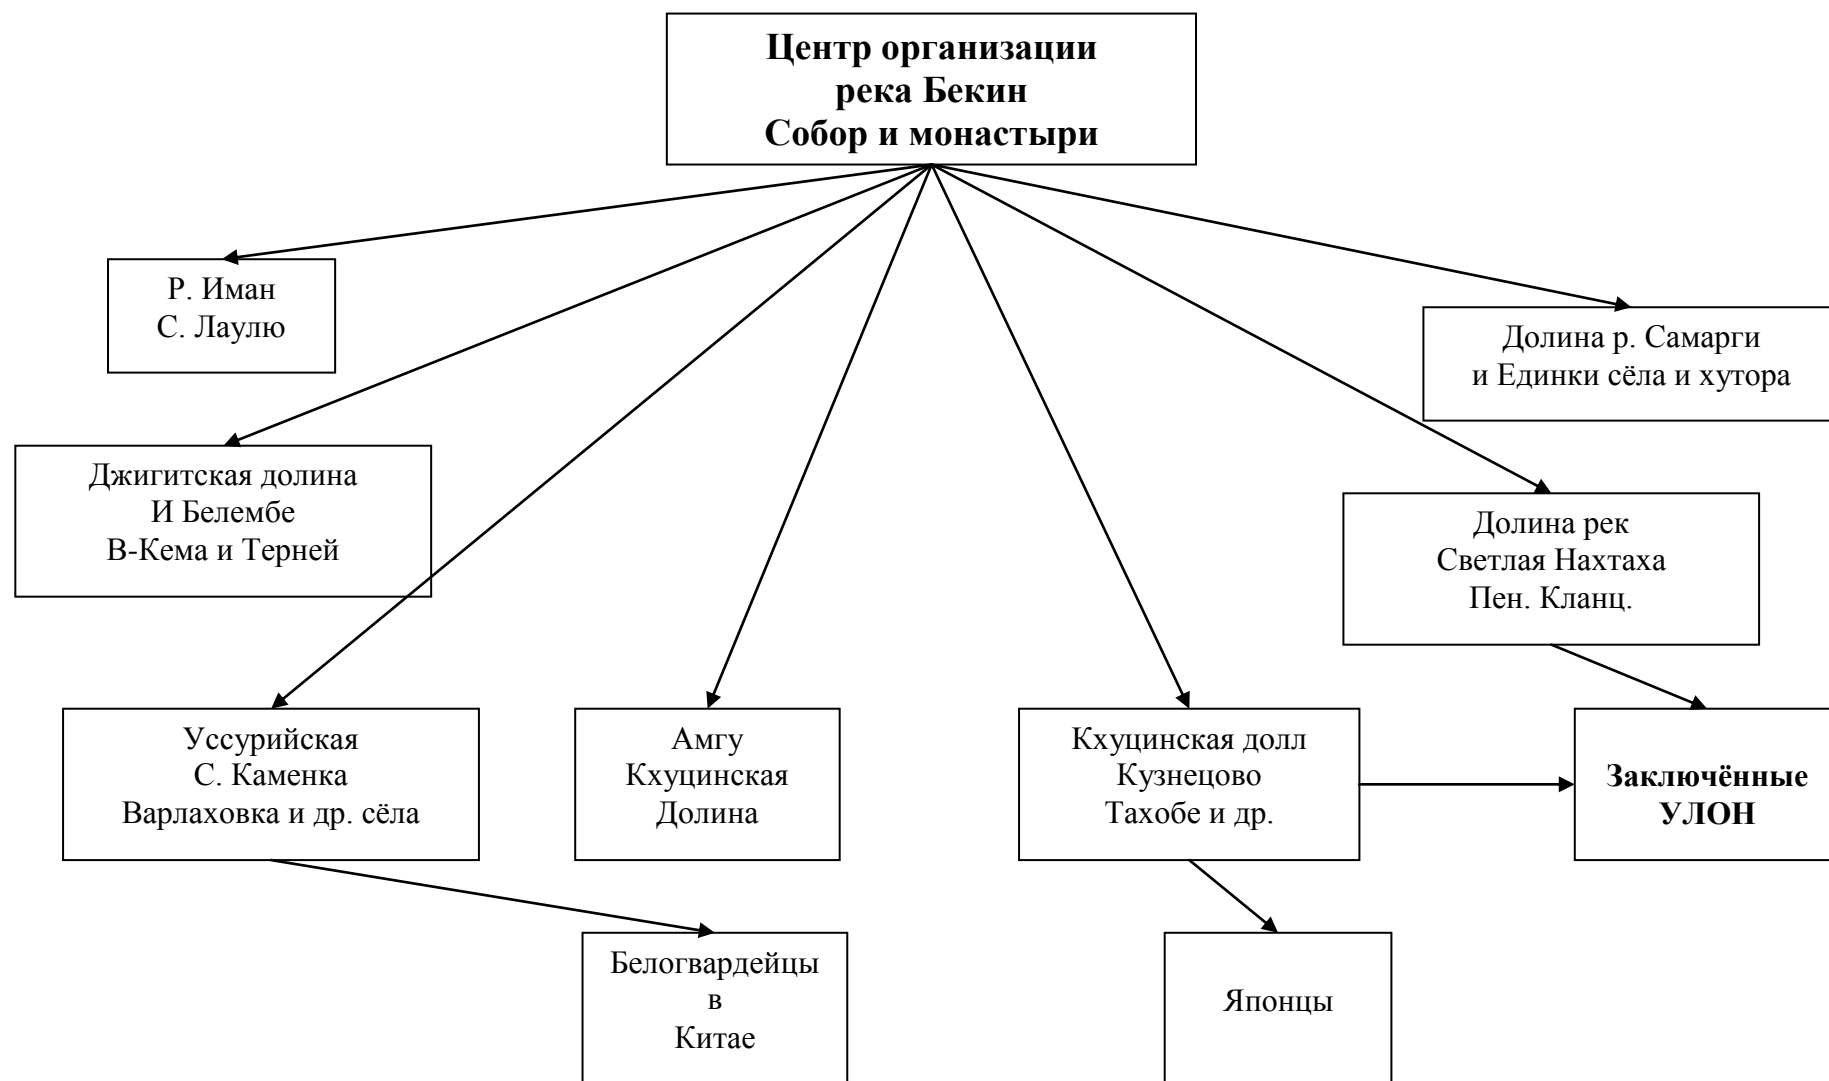 Центр организации
река Бекин
Собор и монастыри
Р. Иман
С. Лаулю
Долина р. Самарги
и Единки сёла и хутора
Джигитская долина
И Белембе
В-Кема и Терней
Долина рек
Светлая Нахтаха
Пен. Кланц.
Уссурийская
С. Каменка
Варлаховка и др. сёла
Амгу
Кхуцинская
Долина
Кхуцинская долл
Кузнецово
Тахобе и др.
Заключённые
УЛОН
Белогвардейцы
в
Китае
Японцы